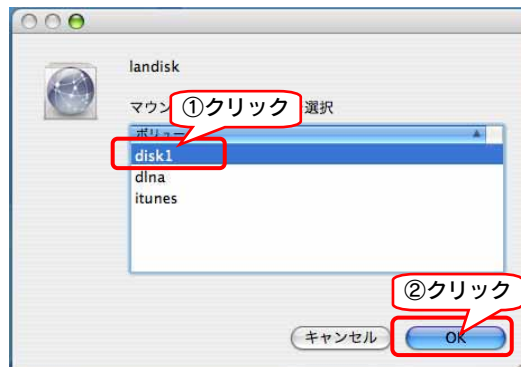 landisk
マウン
選択
①クリック
ボリュー
disk1
dlna
itunes
②クリック
キャンセル
OK